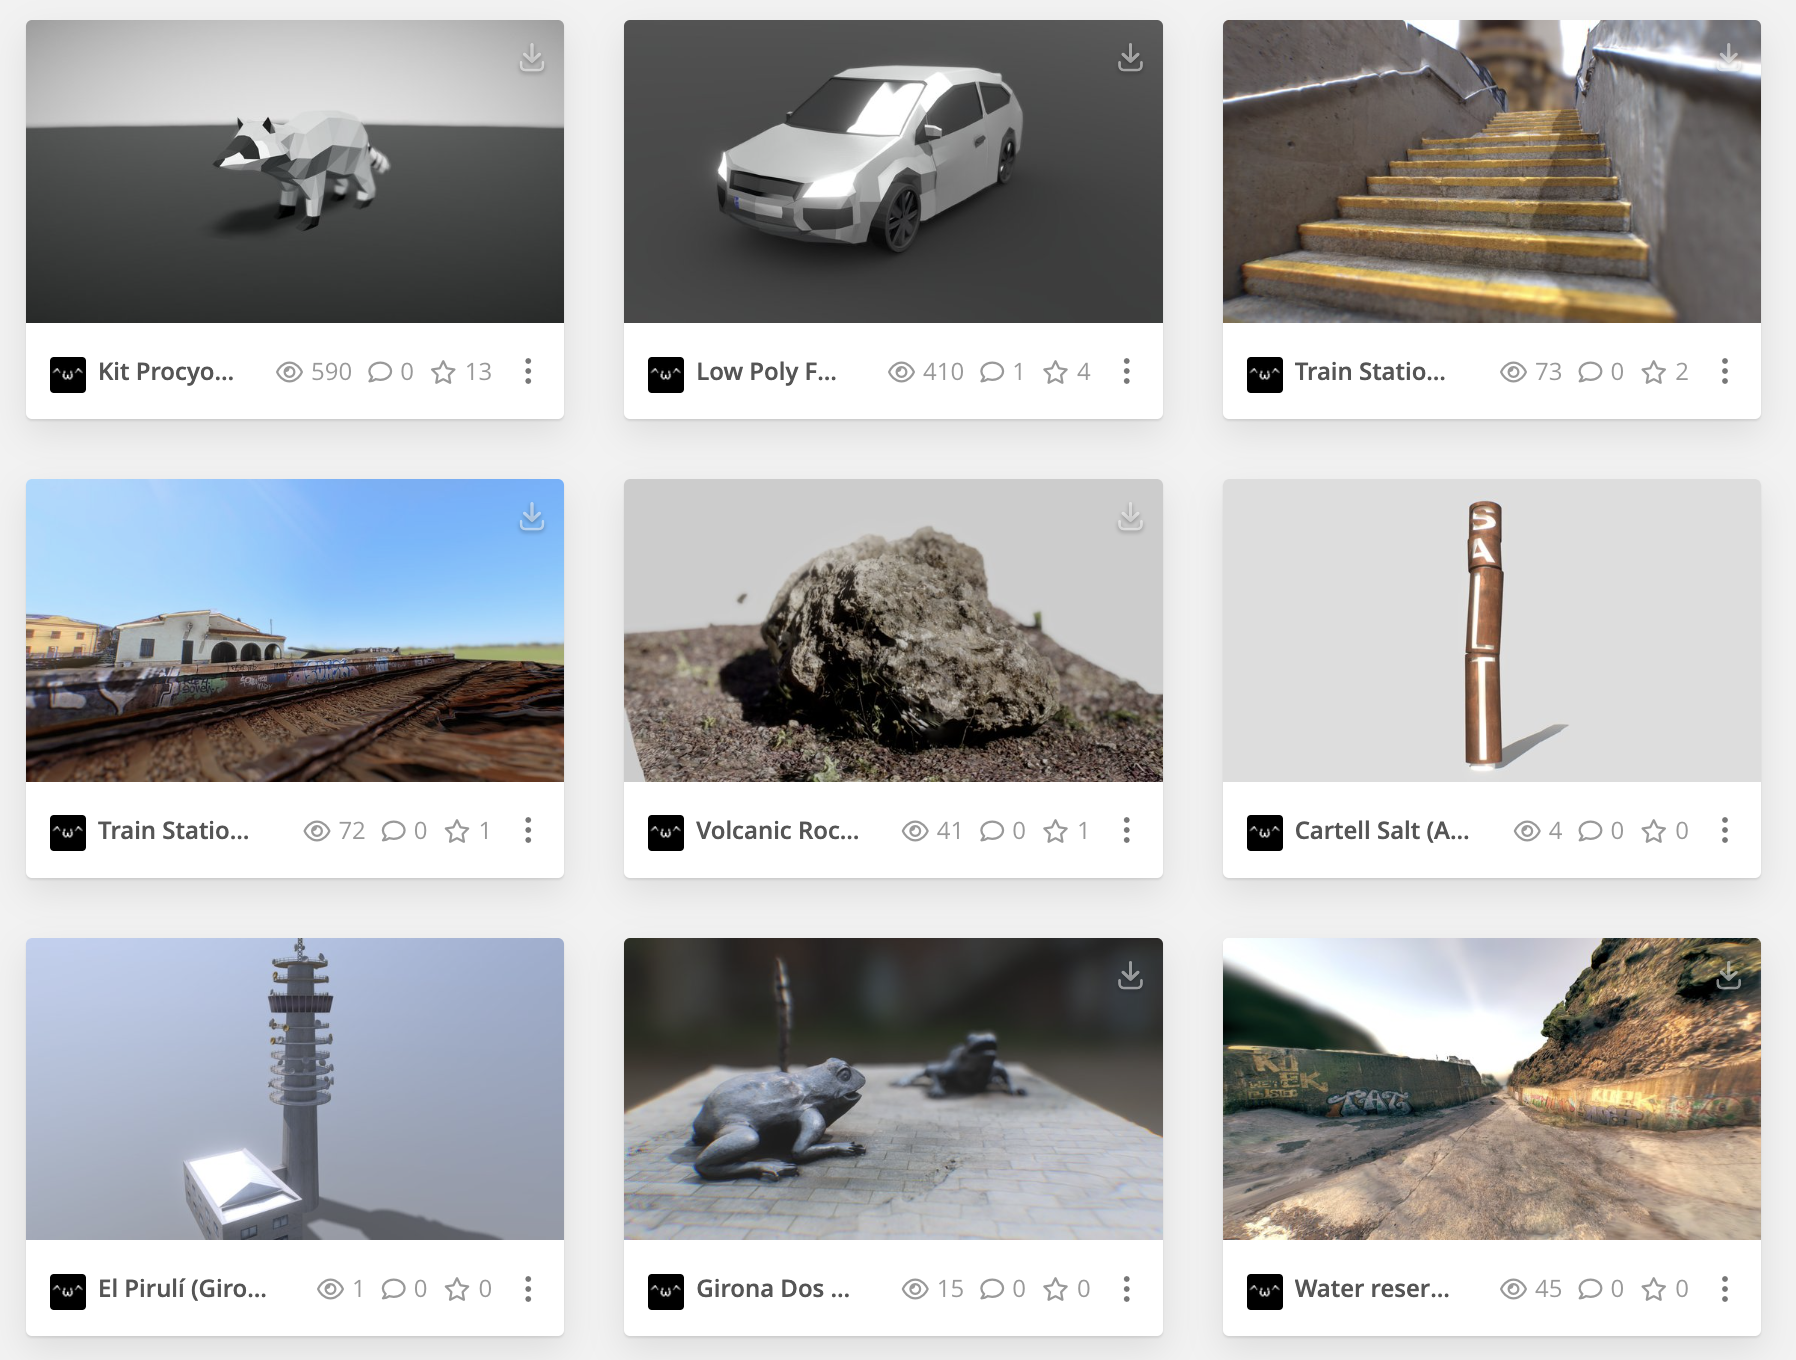 Kit Procyo... 590 0 13
Low Poly F... 410 1 4
Train Statio... 73 0 2
S
A
L
T
Train Statio... 72 0 1
Volcanic Roc... 41 0 1
Cartell Salt (A... 4 0 0
El Pirulí (Giro... 1 0 0
Girona Dos ... 15 0 0
Water reser... 45 0 0